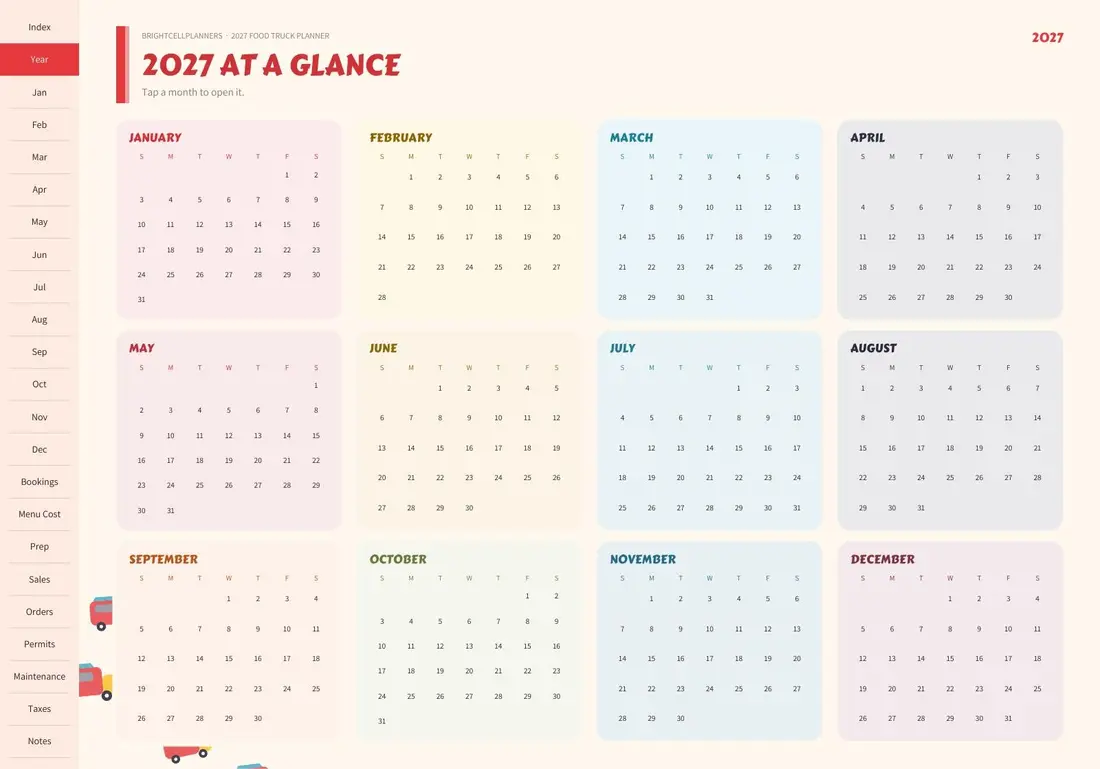 Index
Year
Jan
Feb
Mar
Apr
May
Jun
Jul
Aug
Sep
Oct
Nov
Dec
Bookings
Menu Cost
Prep
Sales
Orders
Permits
Maintenance
Taxes
Notes
BRIGHTCELLPLANNERS · 2027 FOOD TRUCK PLANNER
2027 AT A GLANCE
Tap a month to open it.
2027
JANUARY
S M T W T F S
1 2
3 4 5 6 7 8 9
10 11 12 13 14 15 16
17 18 19 20 21 22 23
24 25 26 27 28 29 30
31
FEBRUARY
S M T W T F S
1 2 3 4 5 6
7 8 9 10 11 12 13
14 15 16 17 18 19 20
21 22 23 24 25 26 27
28
MARCH
S M T W T F S
1 2 3 4 5 6
7 8 9 10 11 12 13
14 15 16 17 18 19 20
21 22 23 24 25 26 27
28 29 30 31
APRIL
S M T W T F S
1 2 3
4 5 6 7 8 9 10
11 12 13 14 15 16 17
18 19 20 21 22 23 24
25 26 27 28 29 30
MAY
S M T W T F S
1
2 3 4 5 6 7 8
9 10 11 12 13 14 15
16 17 18 19 20 21 22
23 24 25 26 27 28 29
30 31
JUNE
S M T W T F S
1 2 3 4 5
6 7 8 9 10 11 12
13 14 15 16 17 18 19
20 21 22 23 24 25 26
27 28 29 30
JULY
S M T W T F S
1 2 3
4 5 6 7 8 9 10
11 12 13 14 15 16 17
18 19 20 21 22 23 24
25 26 27 28 29 30 31
AUGUST
S M T W T F S
1 2 3 4 5 6 7
8 9 10 11 12 13 14
15 16 17 18 19 20 21
22 23 24 25 26 27 28
29 30 31
SEPTEMBER
S M T W T F S
1 2 3 4
5 6 7 8 9 10 11
12 13 14 15 16 17 18
19 20 21 22 23 24 25
26 27 28 29 30
OCTOBER
S M T W T F S
1 2
3 4 5 6 7 8 9
10 11 12 13 14 15 16
17 18 19 20 21 22 23
24 25 26 27 28 29 30
31
NOVEMBER
S M T W T F S
1 2 3 4 5 6
7 8 9 10 11 12 13
14 15 16 17 18 19 20
21 22 23 24 25 26 27
28 29 30
DECEMBER
S M T W T F S
1 2 3 4
5 6 7 8 9 10 11
12 13 14 15 16 17 18
19 20 21 22 23 24 25
26 27 28 29 30 31